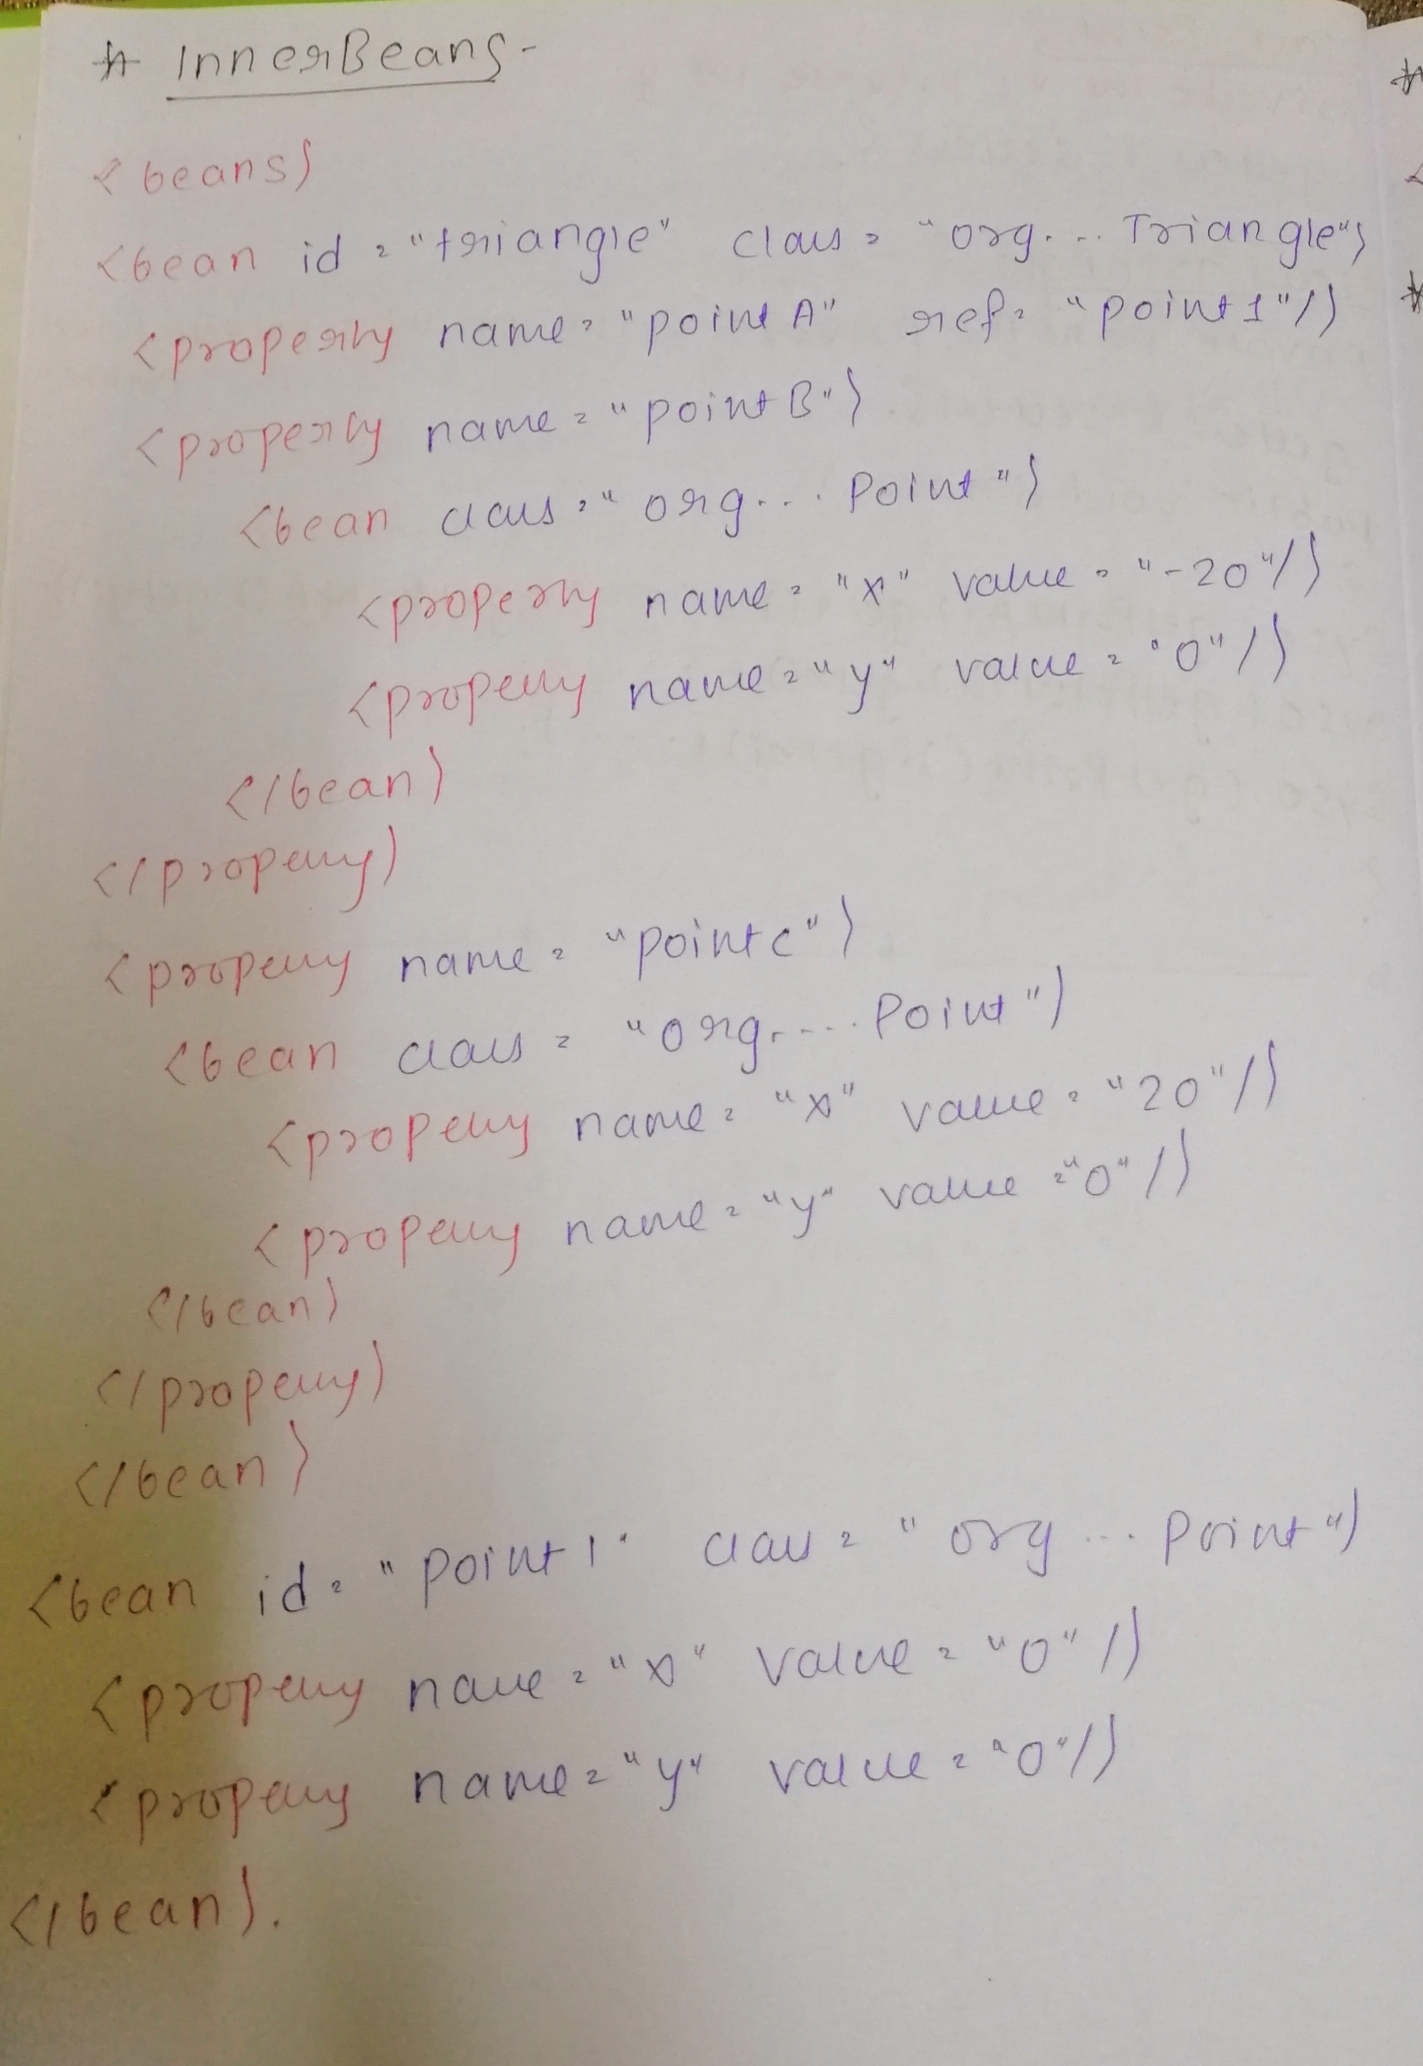 * InnerBeans -
<beans>
<bean id = "triangle" class = "org... Triangle">
<property name = "pointA" ref = "point1"/>
<property name = "pointB">
<bean class = "org... Point">
<property name = "x" value = "-20"/>
<property name = "y" value = "0"/>
</bean>
</property>
<property name = "pointC">
<bean class = "org.... Point">
<property name = "x" value = "20"/>
<property name = "y" value = "0"/>
</bean>
</property>
</bean>
<bean id = "point1" class = "org ... Point">
<property name = "x" value = "0"/>
<property name = "y" value = "0"/>
</bean>.